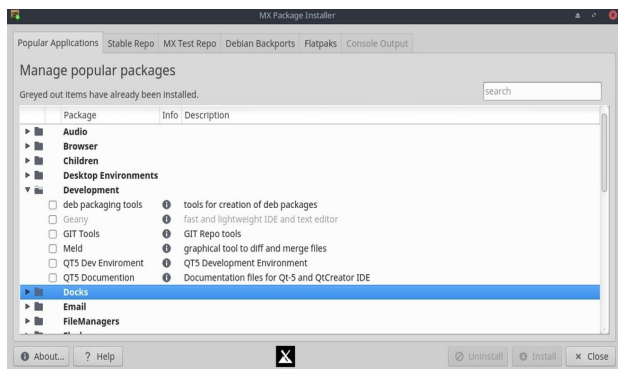 MX Package Installer
Popular Applications Stable Repo MX Test Repo Debian Backports Flatpaks Console Output
Manage popular packages
Greyed out items have already been installed.
search
Package Info Description
Audio
Browser
Children
Desktop Environments
Development
deb packaging tools tools for creation of deb packages
Geany fast and lightweight IDE and text editor
GIT Tools GIT Repo tools
Meld graphical tool to diff and merge files
QT5 Dev Enviroment QT5 Development Environment
QT5 Documention Documentation files for Qt-5 and QtCreator IDE
Docks
Email
FileManagers
About... ? Help Uninstall Install × Close